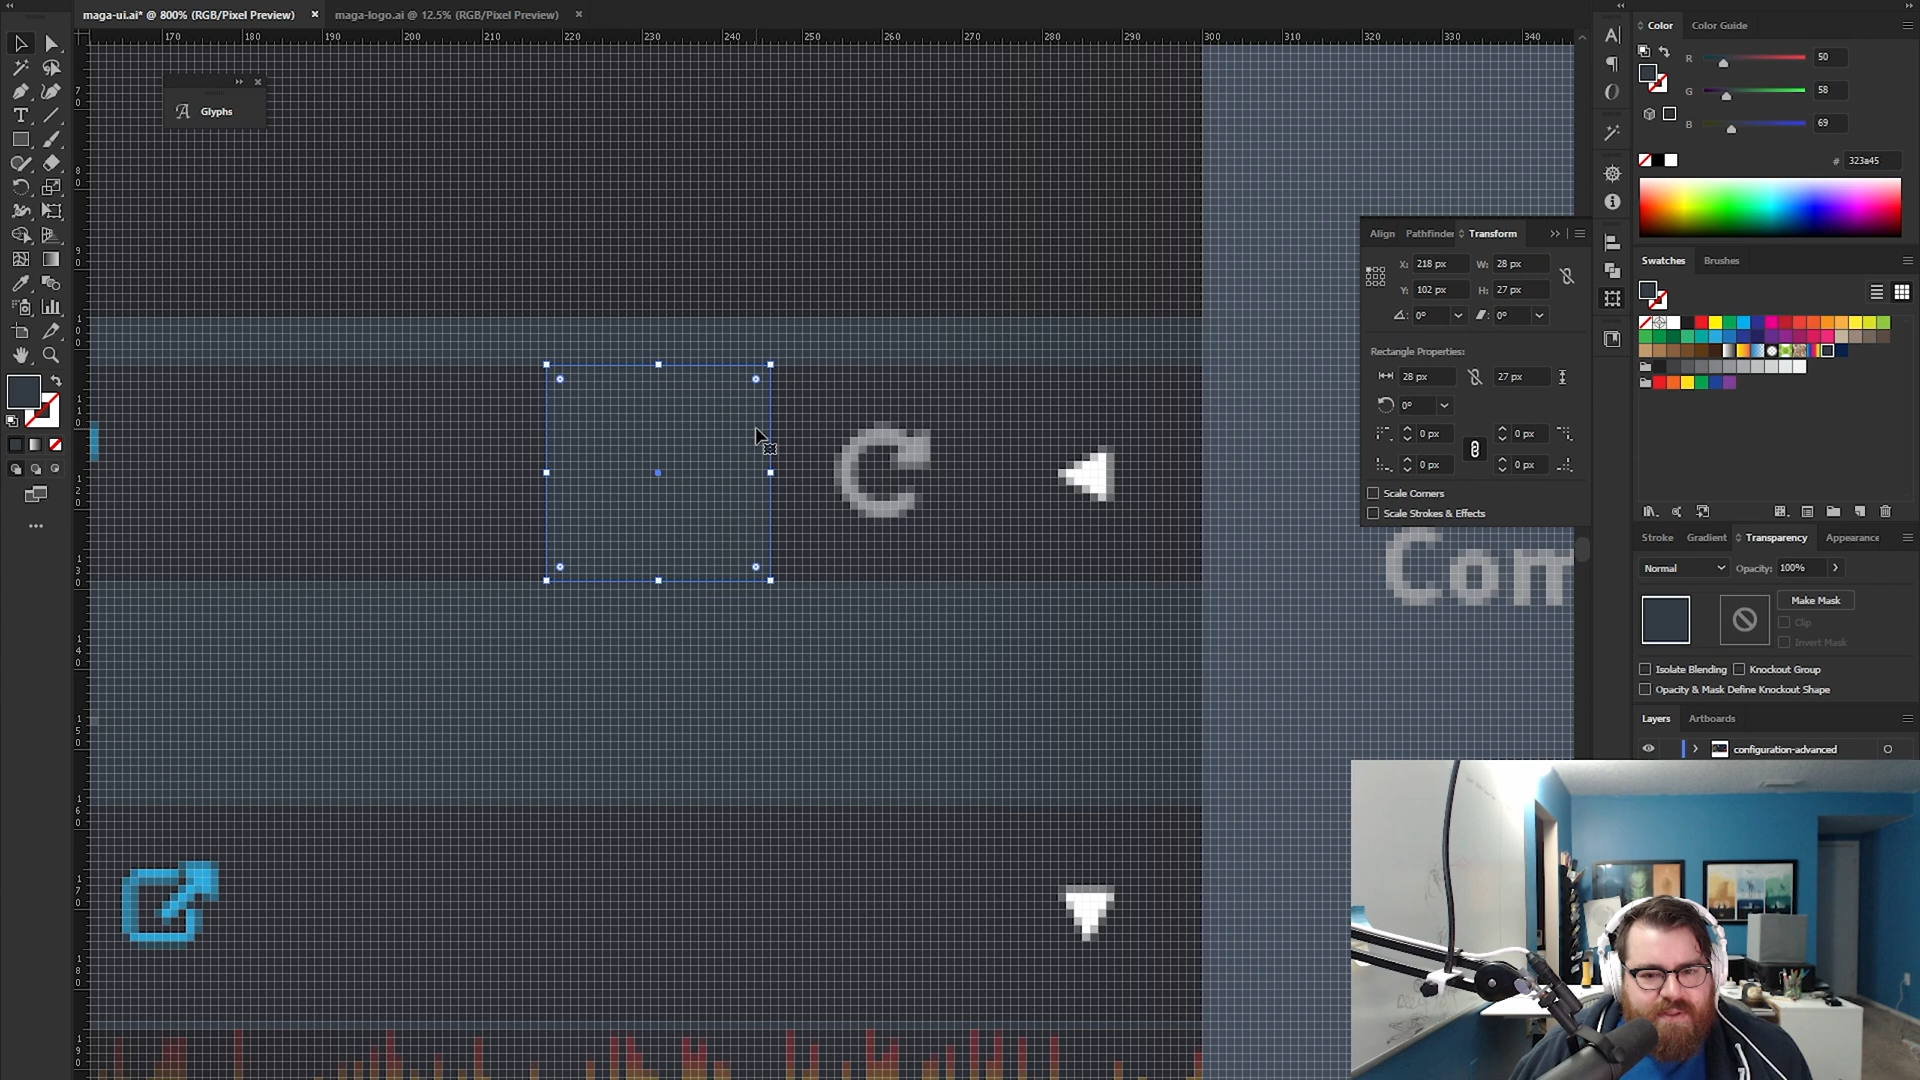 maga-ui.ai* @ 800% (RGB/Pixel Preview)
maga-logo.ai @ 12.5% (RGB/Pixel Preview)
170 180 190 200 210 220 230 240 250 260 270 280 290 300 310 320 330 340
Glyphs
Color
Color Guide
R 50
G 58
B 69
# 323a45
Align Pathfinder Transform
X: 218 px W: 28 px
Y: 102 px H: 27 px
0° 0°
Rectangle Properties:
28 px 27 px
0°
0 px 0 px
0 px 0 px
Scale Corners
Scale Strokes & Effects
Swatches Brushes
Com
Stroke Gradient Transparency Appearance
Normal Opacity: 100%
Make Mask
Clip
Invert Mask
Isolate Blending Knockout Group
Opacity & Mask Define Knockout Shape
Layers Artboards
configuration-advanced